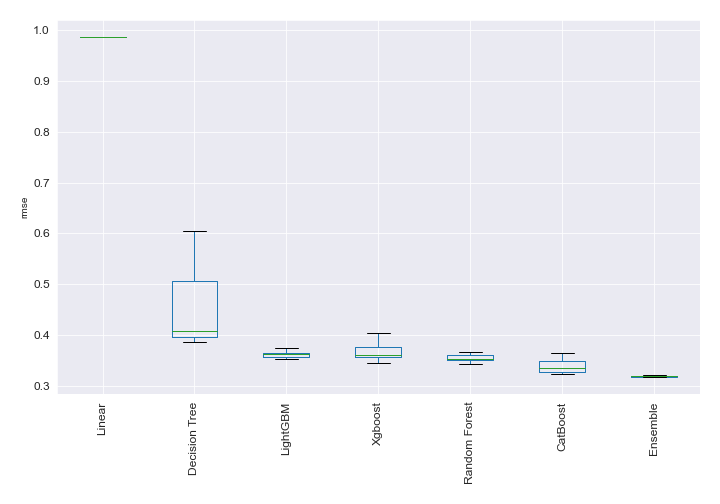 1.0
0.9
0.8
0.7
0.6
0.5
0.4
0.3
rmse
Linear
Decision Tree
LightGBM
Xgboost
Random Forest
CatBoost
Ensemble